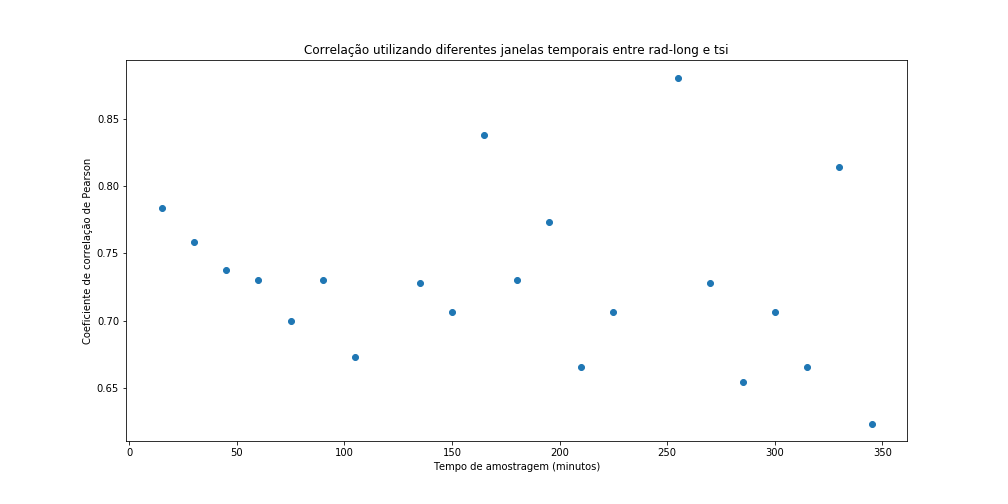 Correlação utilizando diferentes janelas temporais entre rad-long e tsi
Coeficiente de correlação de Pearson
0.85
0.80
0.75
0.70
0.65
0 50 100 150 200 250 300 350
Tempo de amostragem (minutos)